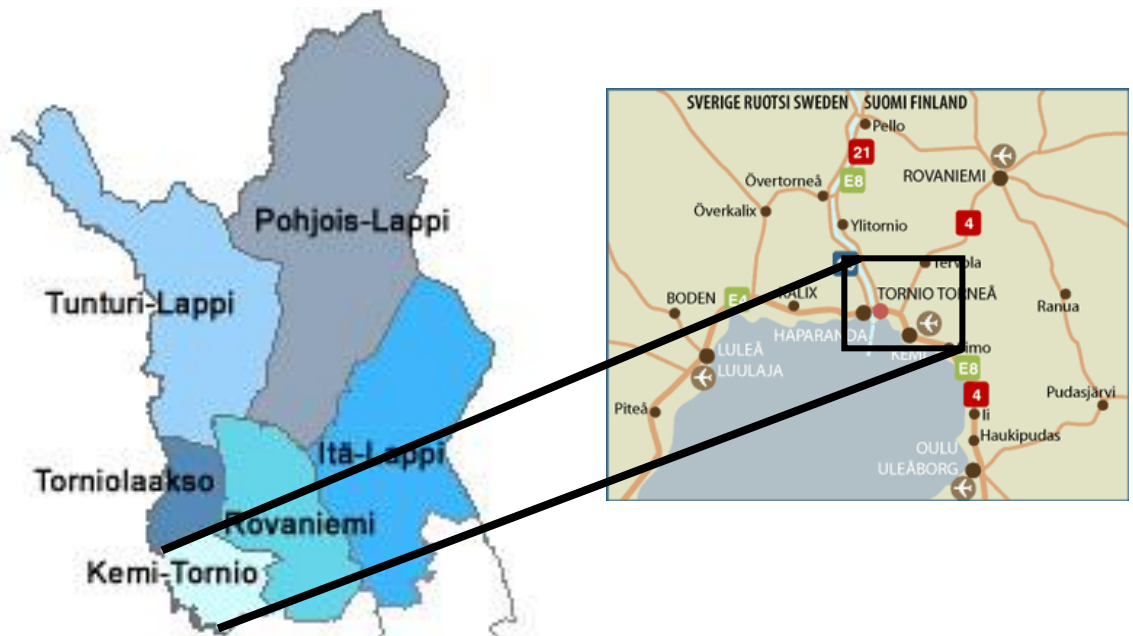 Pohjois-Lappi
Tunturi-Lappi
Itä-Lappi
Torniolaakso
Rovaniemi
Kemi-Tornio
SVERIGE RUOTSI SWEDEN SUOMI FINLAND
Pello
21
ROVANIEMI
E8
Övertorneå
Överkalix
Ylitornio
4
Tervola
BODEN
E4
KALIX
TORNIO TORNEÅ
Ranua
HAPARANDA
KEMI
Simo
LULEÅ
LUULAJA
E8
4
Pudasjärvi
Piteå
Ii
Haukipudas
OULU
ULEÅBORG